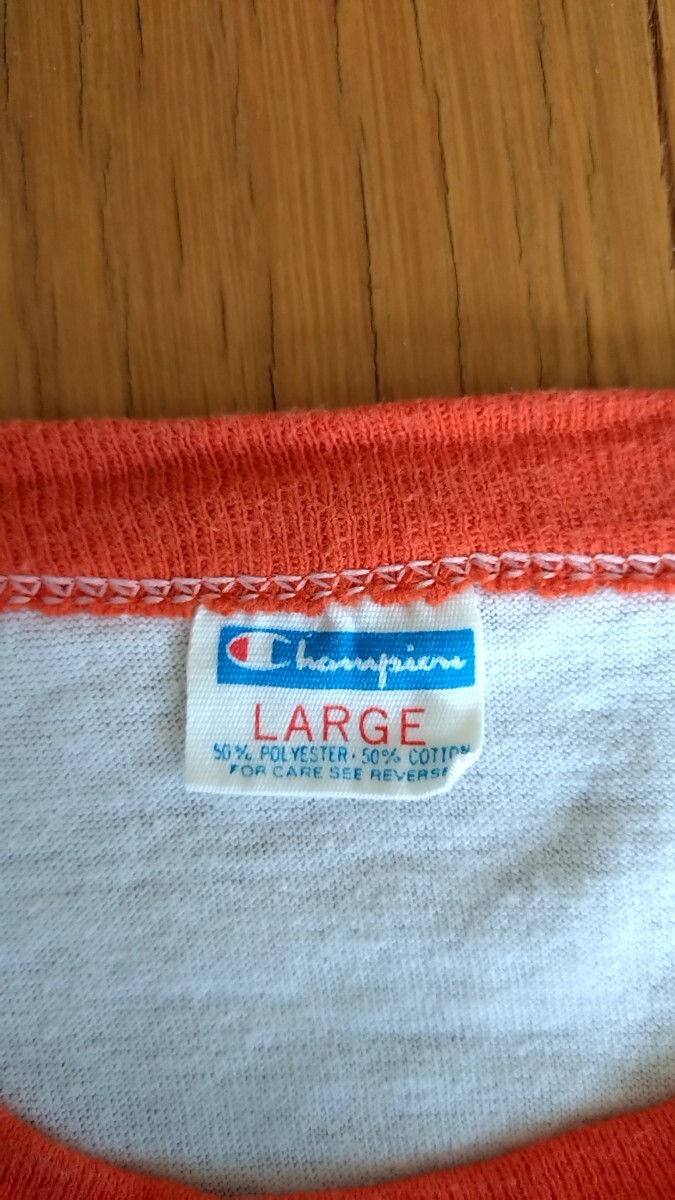 Champion
LARGE
50% POLYESTER · 50% COTTON
FOR CARE SEE REVERSE